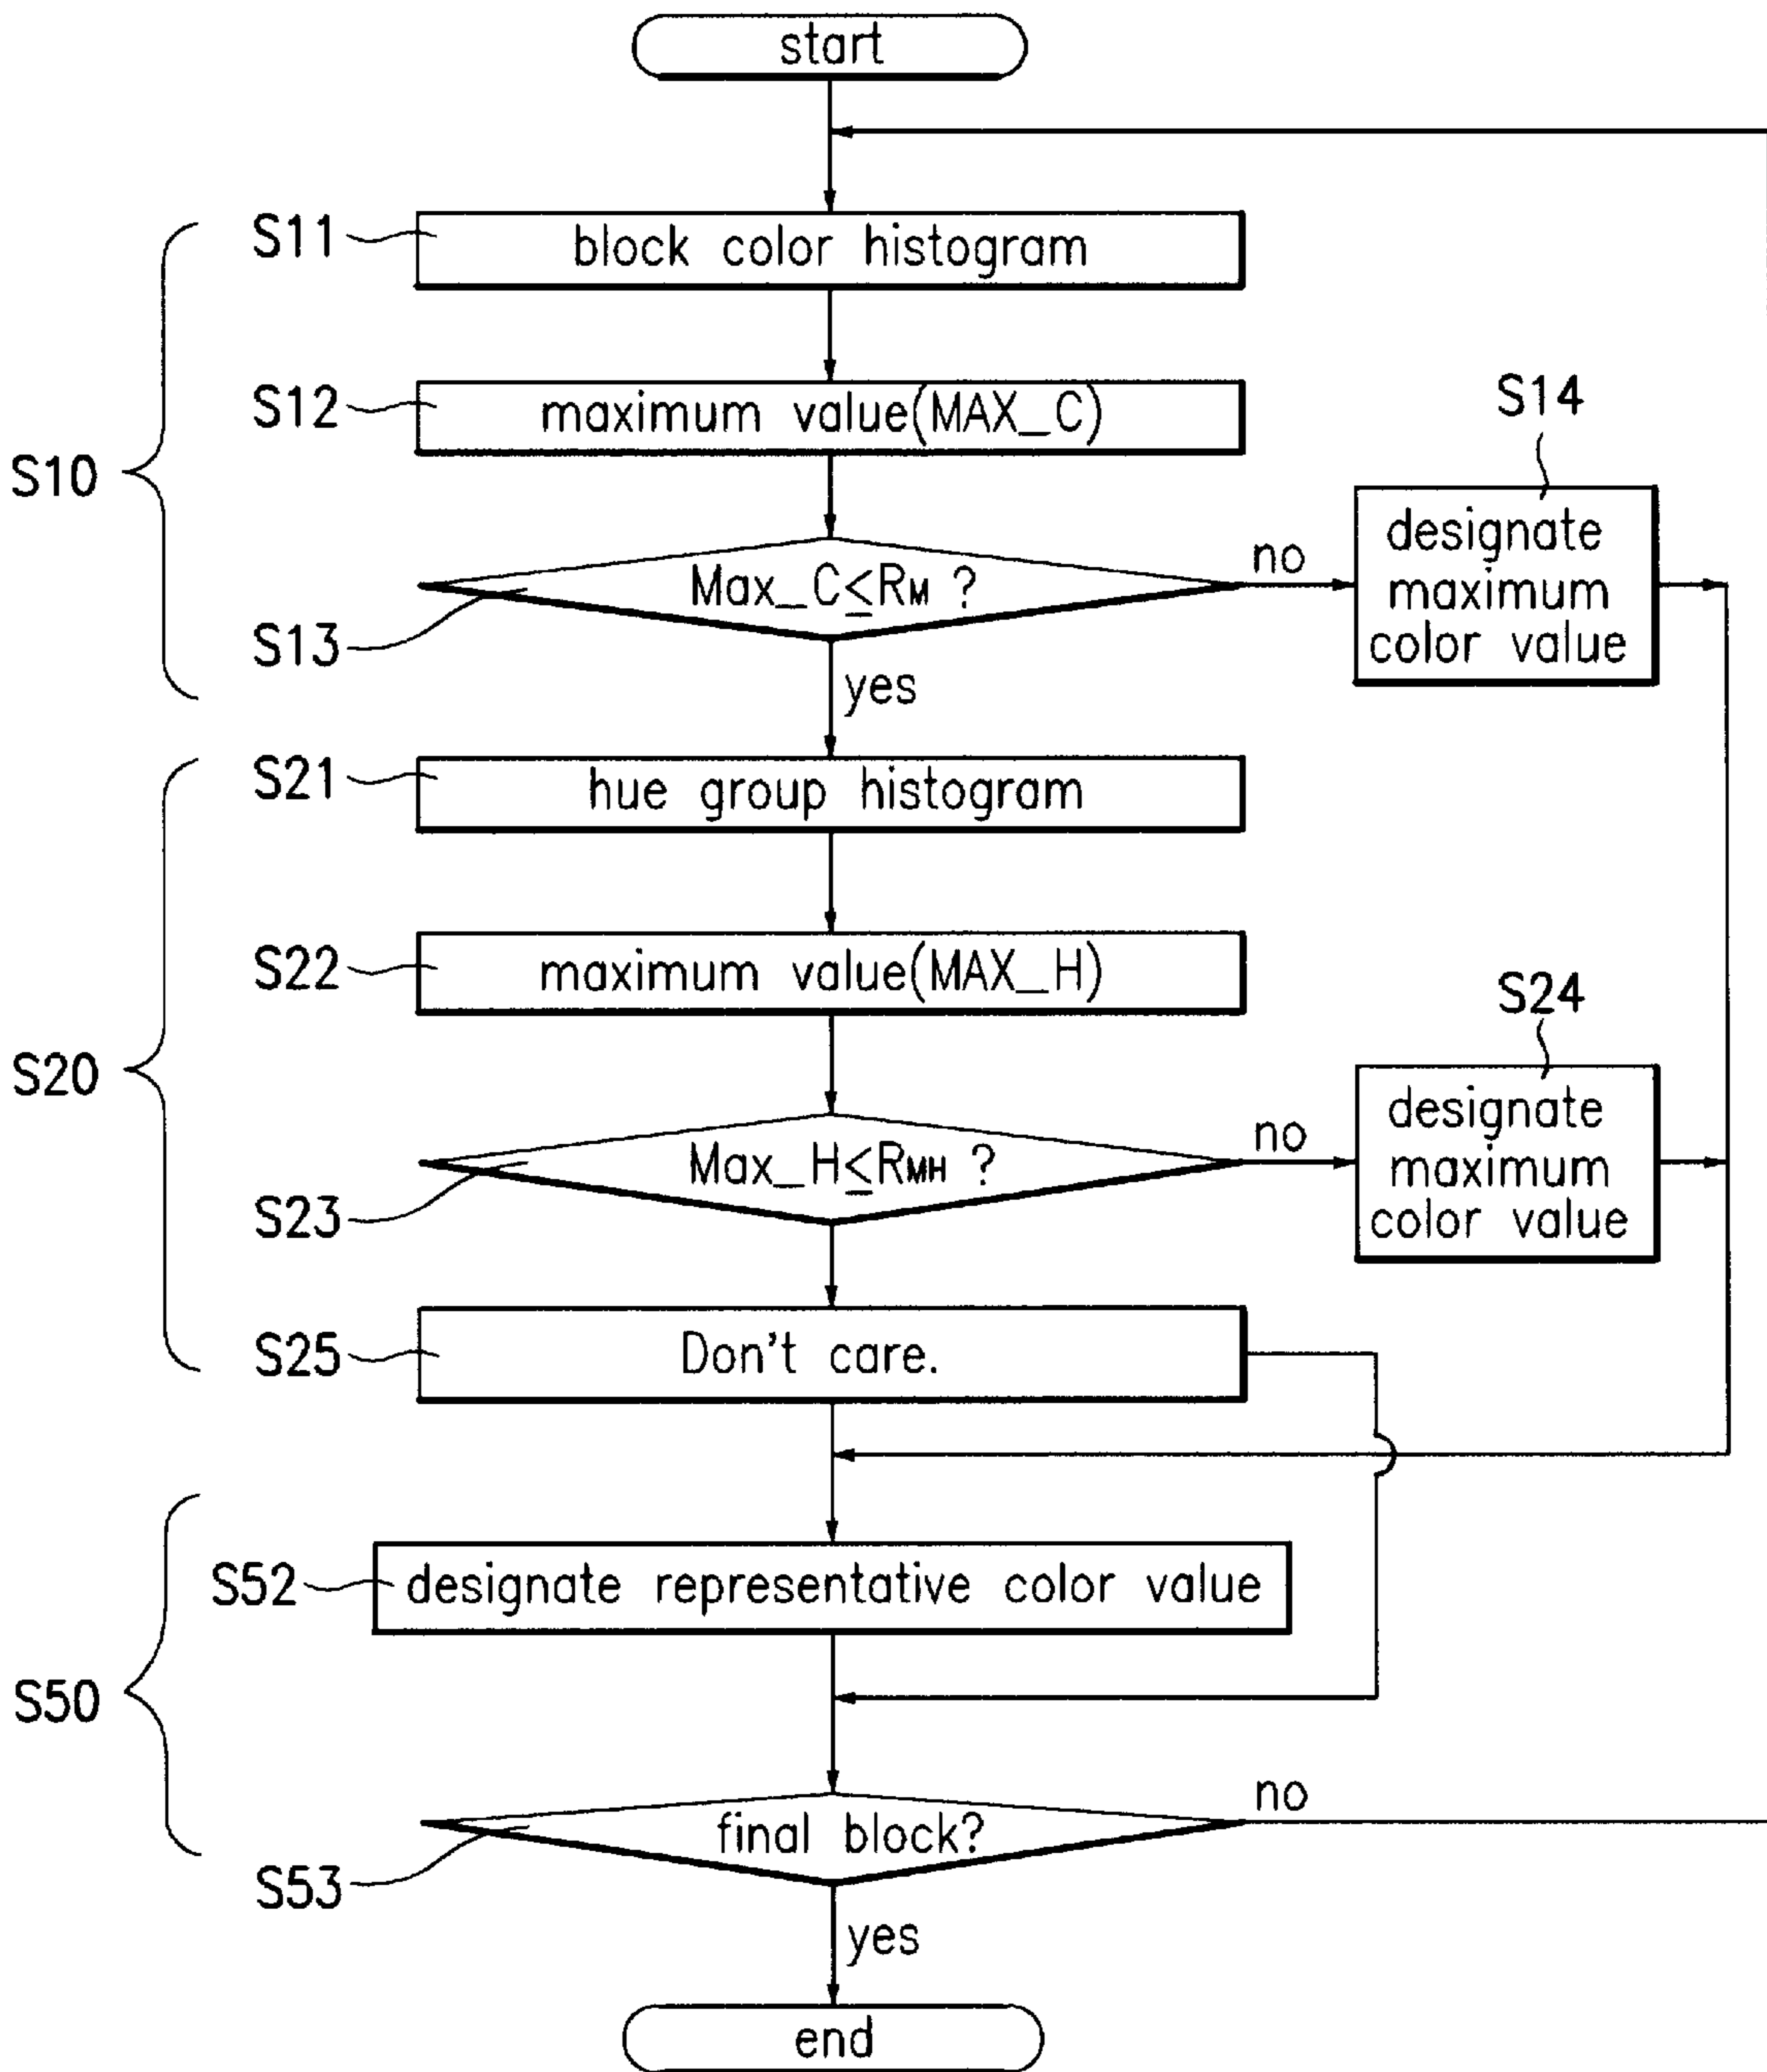 start
S11
block color histogram
S12
maximum value(MAX_C)
S14
S10
designate
maximum
color value
Max_C≤RM ?
no
S13
yes
S21
hue group histogram
S22
maximum value(MAX_H)
S24
S20
designate
maximum
color value
Max_H≤RMH ?
no
S23
S25
Don't care.
S52
designate representative color value
S50
final block?
no
S53
yes
end